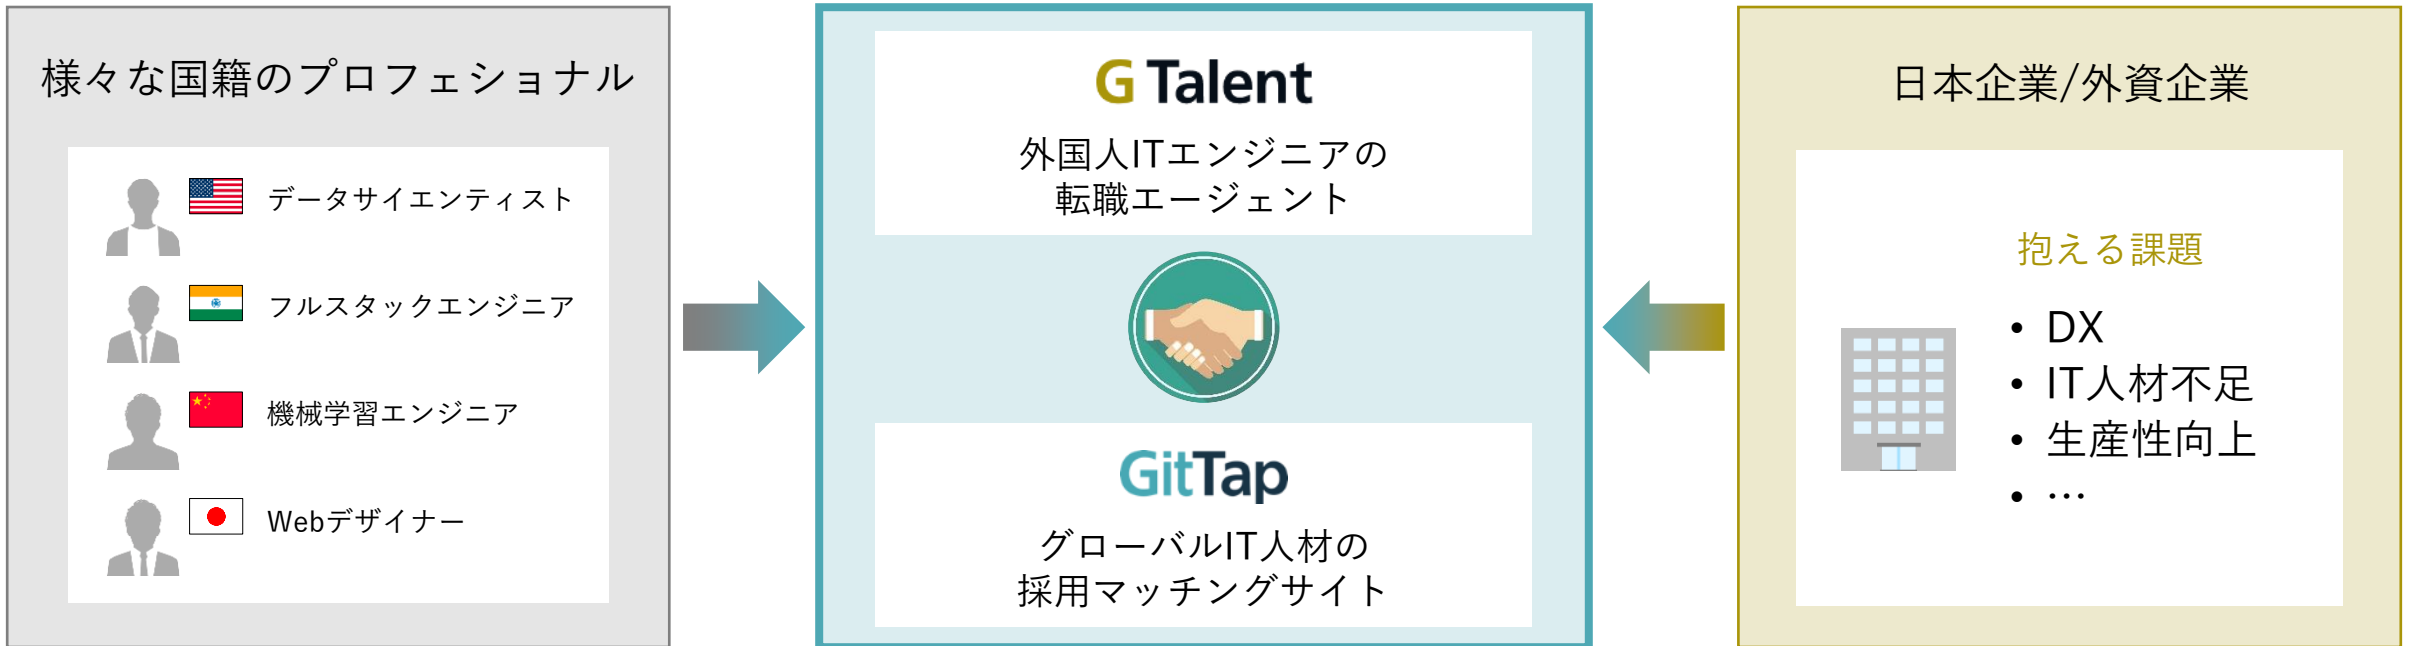 様々な国籍のプロフェショナル
データサイエンティスト
フルスタックエンジニア
機械学習エンジニア
Webデザイナー
G Talent
外国人ITエンジニアの
転職エージェント
GitTap
グローバルIT人材の
採用マッチングサイト
日本企業/外資企業
抱える課題
• DX
• IT人材不足
• 生産性向上
• …